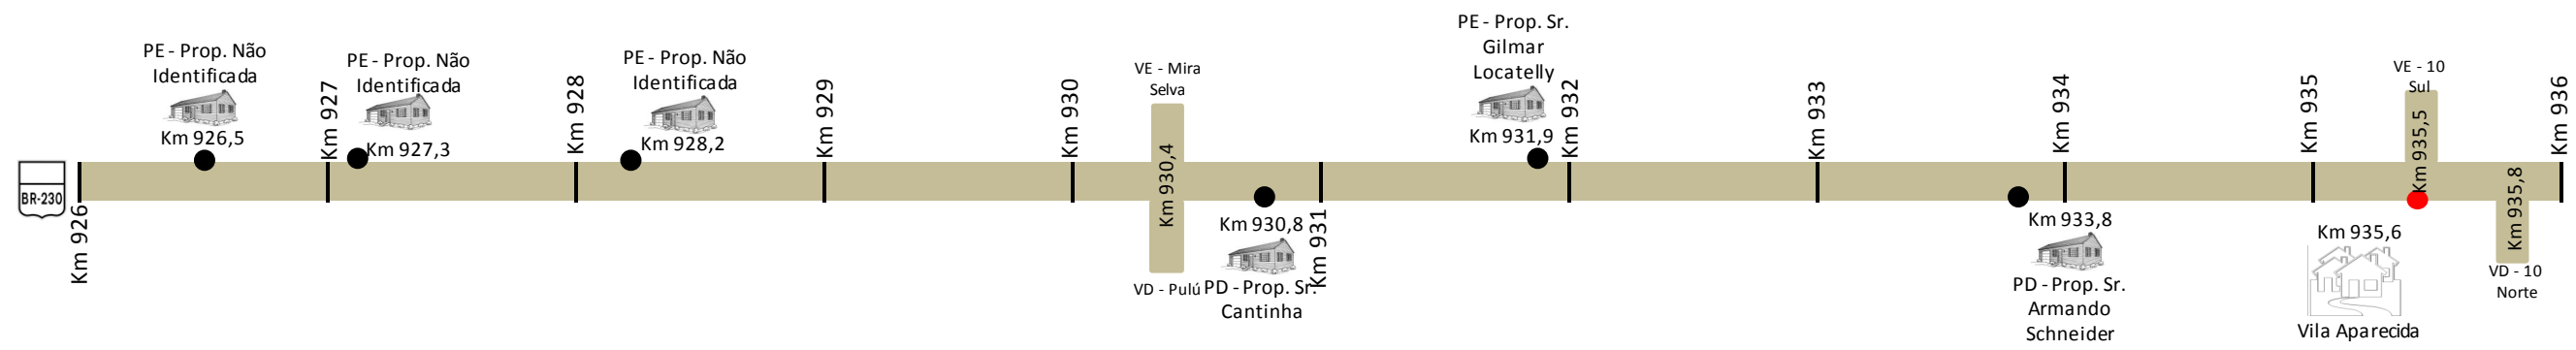 BR-230
Km 926
PE - Prop. Não
Identificada
Km 926,5
Km 927
PE - Prop. Não
Identificada
Km 927,3
Km 928
PE - Prop. Não
Identificada
Km 928,2
Km 929
Km 930
VE - Mira
Selva
Km 930,4
VD - Pulú
Km 930,8
PD - Prop. Sr.
Cantinha
Km 931
PE - Prop. Sr.
Gilmar
Locatelly
Km 931,9
Km 932
Km 933
Km 933,8
PD - Prop. Sr.
Armando
Schneider
Km 934
Km 935
VE - 10
Sul
Km 935,5
Km 935,6
Vila Aparecida
Km 935,8
VD - 10
Norte
Km 936